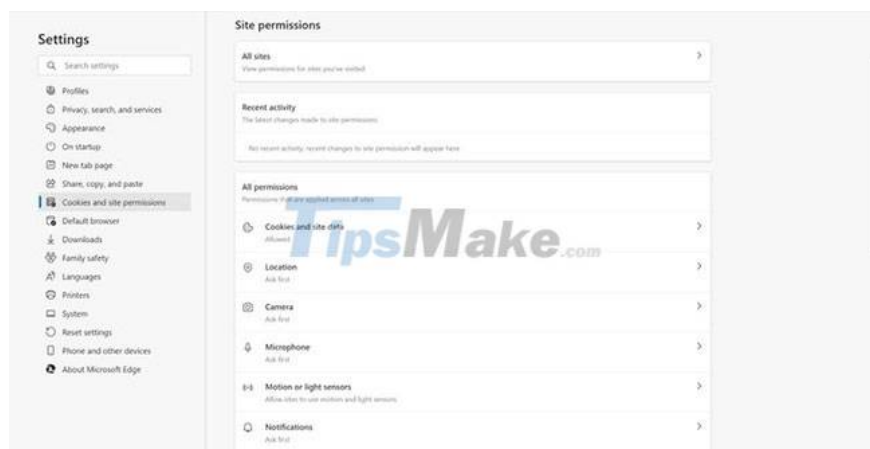 Settings
Search settings
Profiles
Privacy, search, and services
Appearance
On startup
New tab page
Share, copy, and paste
Cookies and site permissions
Default browser
Downloads
Family safety
Languages
Printers
System
Reset settings
Phone and other devices
About Microsoft Edge
Site permissions
All sites
View permissions for sites you've visited
Recent activity
The latest changes made to site permissions
No recent activity, recent changes to site permission will appear here
All permissions
Permissions that are applied across all sites
Cookies and site data
Allowed
Location
Ask first
Camera
Ask first
Microphone
Ask first
Motion or light sensors
Allow sites to use motion and light sensors
Notifications
Ask first
TipsMake.com